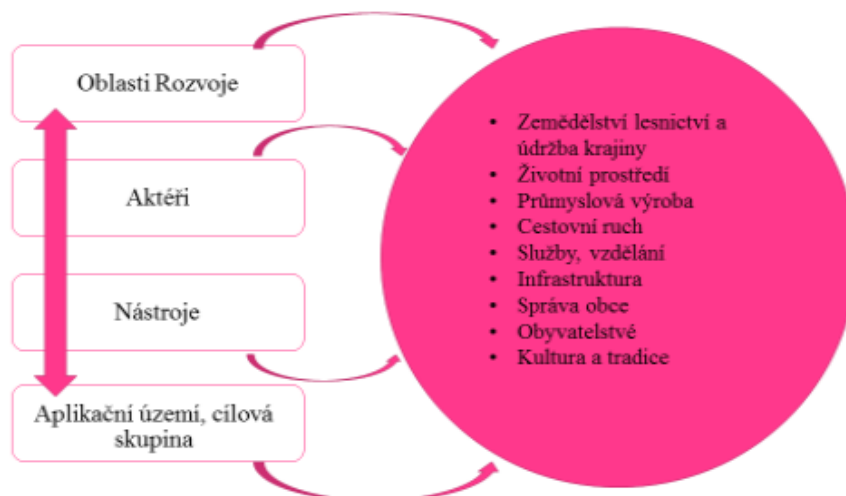 Oblasti Rozvoje
Aktéři
Nástroje
Aplikační území, cílová
skupina
• Zemědělství lesnictví a
údržba krajiny
• Životní prostředí
• Průmyslová výroba
• Cestovní ruch
• Služby, vzdělání
• Infrastruktura
• Správa obce
• Obyvatelstvé
• Kultura a tradice